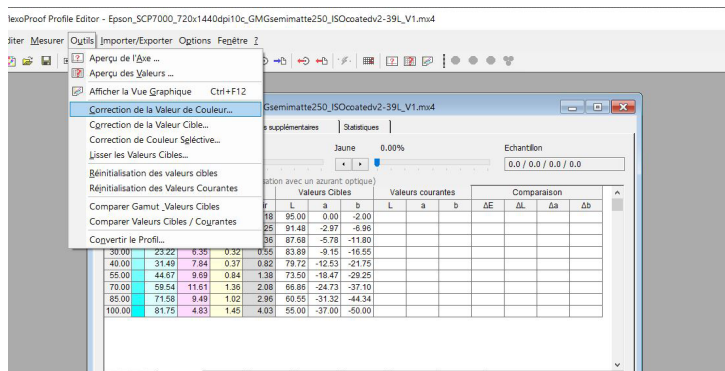 lexoProof Profile Editor - Epson_SCP7000_720x1440dpi10c_GMGsemimatte250_ISOcoatedv2-39L_V1.mx4
diter Mesurer Outils Importer/Exporter Options Fenêtre ?
Aperçu de l'Axe ...
Aperçu des Valeurs ...
Afficher la Vue Graphique Ctrl+F12
Correction de la Valeur de Couleur...
Correction de la Valeur Cible...
Correction de Couleur Séléctive...
Lisser les Valeurs Cibles...
Réinitialisation des valeurs cibles
Réjnitialisation des Valeurs Courantes
Comparer Gamut _Valeurs Cibles
Comparer Valeurs Cibles / Courantes
Convertir le Profil...
Gsemimatte250_ISOcoatedv2-39L_V1.mx4
s supplémentaires Statistiques
Jaune 0.00% Echantillon
0.0 / 0.0 / 0.0 / 0.0
iation avec un azurant optique)
Valeurs Cibles Valeurs courantes Comparaison
ir L a b L a b ΔE ΔL Δa Δb
18 95.00 0.00 -2.00
25 91.48 -2.97 -6.96
36 87.68 -5.78 -11.80
30.00 23.22 6.35 0.32 0.55 83.89 -9.15 -16.55
40.00 31.49 7.84 0.37 0.82 79.72 -12.53 -21.75
55.00 44.67 9.69 0.84 1.38 73.50 -18.47 -29.25
70.00 59.54 11.61 1.36 2.08 66.86 -24.73 -37.10
85.00 71.58 9.49 1.02 2.96 60.55 -31.32 -44.34
100.00 81.75 4.83 1.45 4.03 55.00 -37.00 -50.00